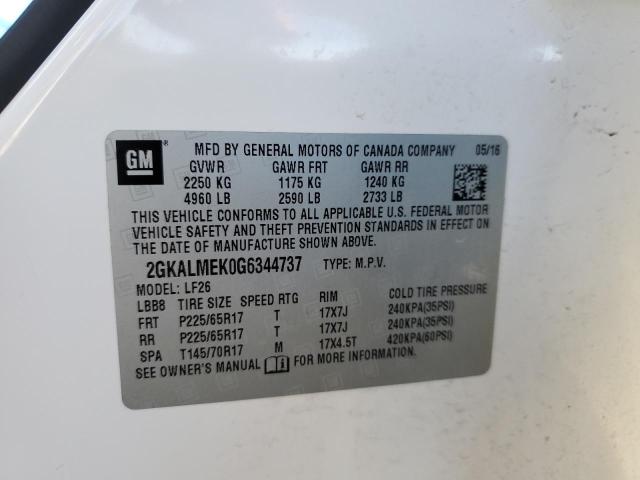 GM
MFD BY GENERAL MOTORS OF CANADA COMPANY 05/16
GVWR GAWR FRT GAWR RR
2250 KG 1175 KG 1240 KG
4960 LB 2590 LB 2733 LB
THIS VEHICLE CONFORMS TO ALL APPLICABLE U.S. FEDERAL MOTOR
VEHICLE SAFETY AND THEFT PREVENTION STANDARDS IN EFFECT ON THE
DATE OF MANUFACTURE SHOWN ABOVE.
2GKALMEK0G6344737 TYPE: M.P.V.
MODEL: LF26
LBB8 TIRE SIZE SPEED RTG RIM COLD TIRE PRESSURE
FRT P225/65R17 T 17X7J 240KPA(35PSI)
RR P225/65R17 T 17X7J 240KPA(35PSI)
SPA T145/70R17 M 17X4.5T 420KPA(60PSI)
SEE OWNER'S MANUAL FOR MORE INFORMATION.